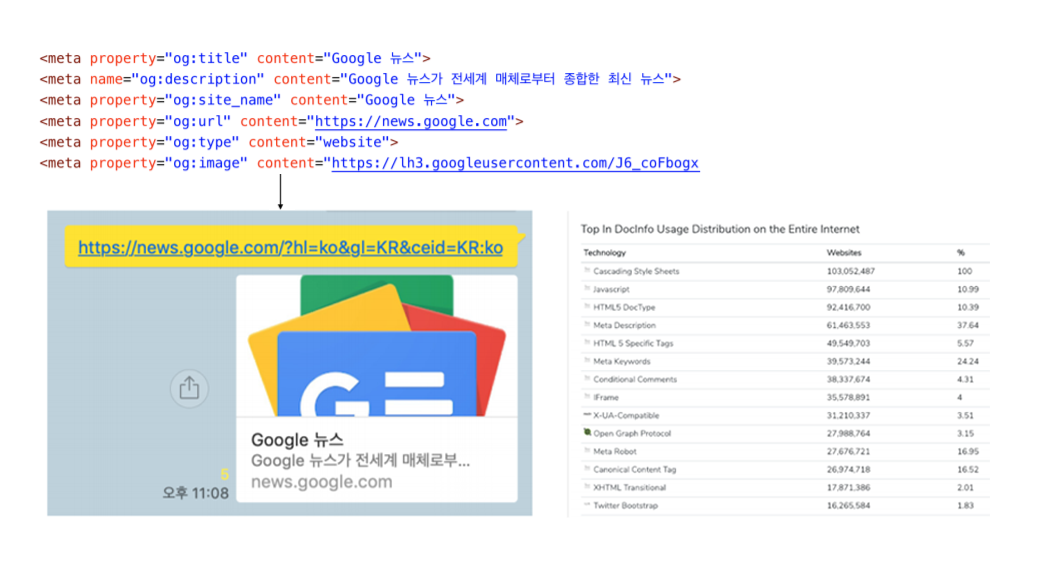 <meta property="og:title" content="Google 뉴스">
<meta name="og:description" content="Google 뉴스가 전세계 매체로부터 종합한 최신 뉴스">
<meta property="og:site_name" content="Google 뉴스">
<meta property="og:url" content="https://news.google.com">
<meta property="og:type" content="website">
<meta property="og:image" content="https://lh3.googleusercontent.com/J6_coFbogx
https://news.google.com/?hl=ko&gl=KR&ceid=KR:ko
G
Google 뉴스
Google 뉴스가 전세계 매체로부...
news.google.com
5
오후 11:08
Top In DocInfo Usage Distribution on the Entire Internet
Technology Websites %
Cascading Style Sheets 103,052,487 100
Javascript 97,809,644 10.99
HTML5 DocType 92,416,700 10.39
Meta Description 61,463,553 37.64
HTML 5 Specific Tags 49,549,703 5.57
Meta Keywords 39,573,244 24.24
Conditional Comments 38,337,674 4.31
IFrame 35,578,891 4
X-UA-Compatible 31,210,337 3.51
Open Graph Protocol 27,988,764 3.15
Meta Robot 27,676,721 16.95
Canonical Content Tag 26,974,718 16.52
XHTML Transitional 17,871,386 2.01
Twitter Bootstrap 16,265,584 1.83